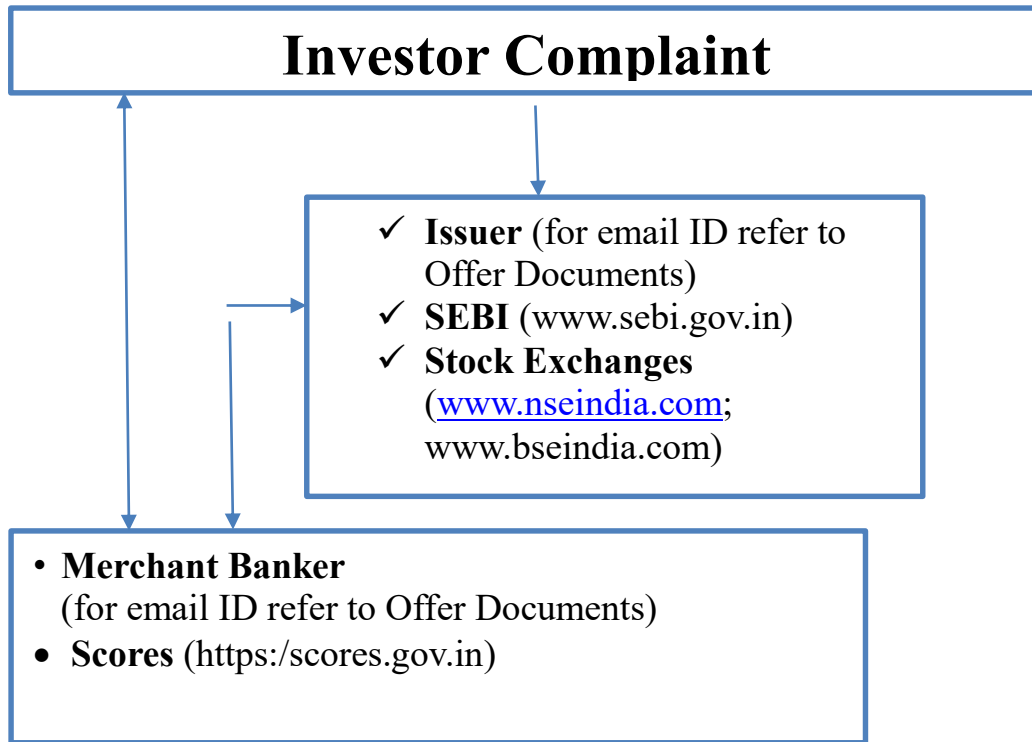 Investor Complaint
✓ Issuer (for email ID refer to
Offer Documents)
✓ SEBI (www.sebi.gov.in)
✓ Stock Exchanges
(www.nseindia.com;
www.bseindia.com)
• Merchant Banker
(for email ID refer to Offer Documents)
• Scores (https:/scores.gov.in)